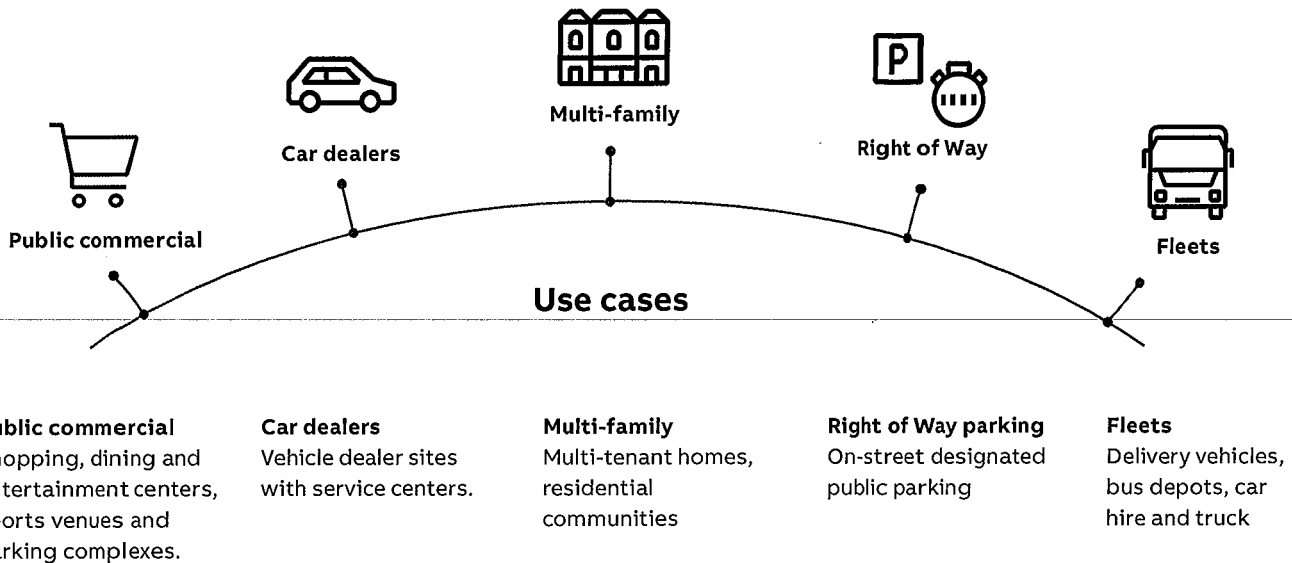 Multi-family
P
Car dealers
Right of Way
Public commercial
Fleets
Use cases
ublic commercial
hopping, dining and
tertainment centers,
orts venues and
rking complexes.
Car dealers
Vehicle dealer sites
with service centers.
Multi-family
Multi-tenant homes,
residential
communities
Right of Way parking
On-street designated
public parking
Fleets
Delivery vehicles,
bus depots, car
hire and truck